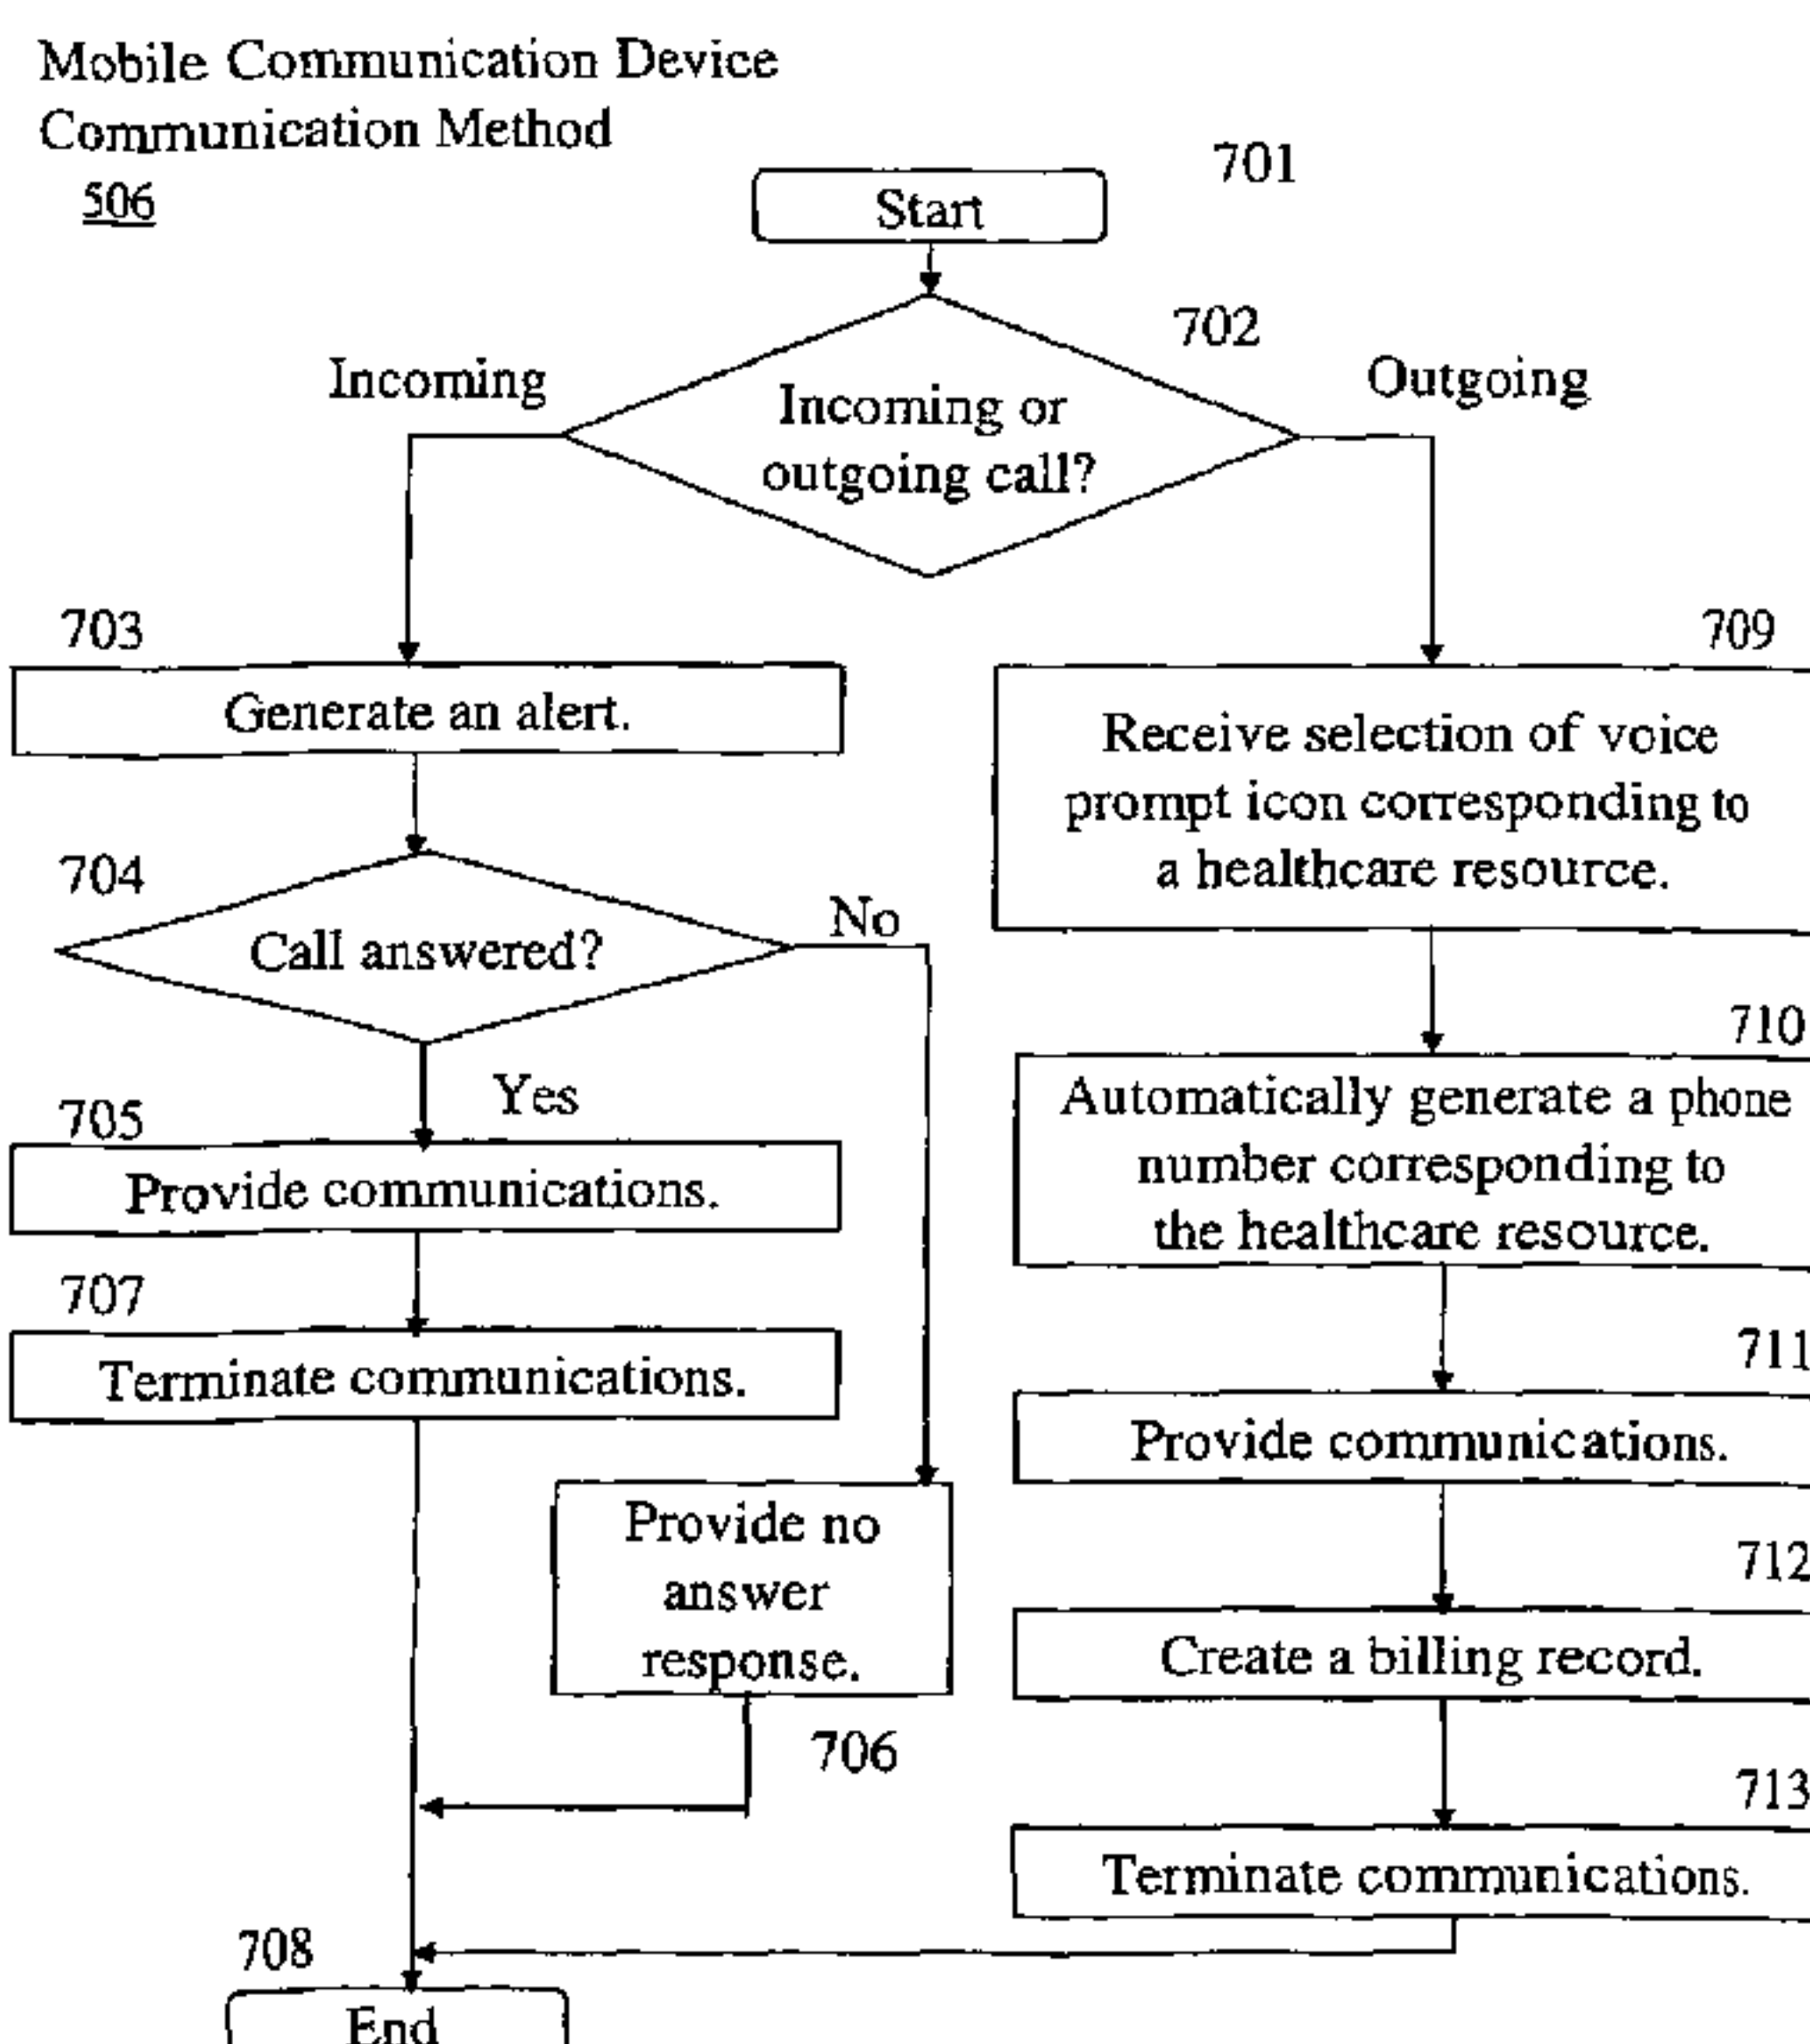 Mobile Communication Device
Communication Method
506
701
Start
702
Incoming
Incoming or
outgoing call?
Outgoing
703
Generate an alert.
704
Call answered?
No
Yes
705
Provide communications.
707
Terminate communications.
Provide no
answer
response.
706
709
Receive selection of voice
prompt icon corresponding to
a healthcare resource.
710
Automatically generate a phone
number corresponding to
the healthcare resource.
711
Provide communications.
712
Create a billing record.
713
Terminate communications.
708
End